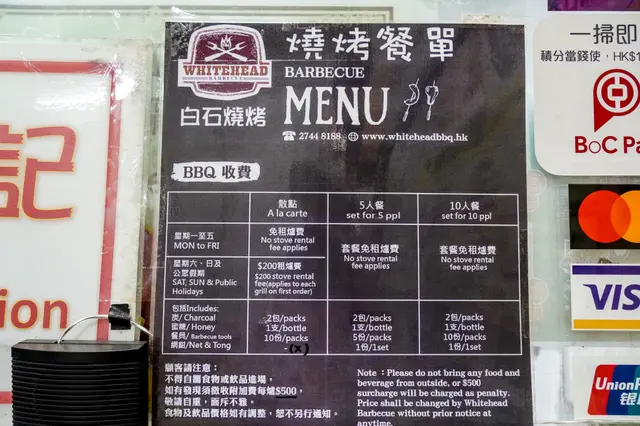 WHITEHEAD
BARBECUE
白石燒烤
燒烤餐單
BARBECUE
MENU
2744 8188 www.whiteheadbbq.hk
BBQ 收費
散點
A la carte
5人餐
set for 5 ppl
10人餐
set for 10 ppl
星期一至五
MON to FRI
免租爐費
No stove rental
fee applies
套餐免租爐費
No stove rental
fee applies
套餐免租爐費
No stove rental
fee applies
星期六、日及
公眾假期
SAT, SUN & Public
Holidays
$200租爐費
$200 stove rental
fee(applies to each
grill on first order)
包括Includes:
炭/ Charcoal
蜜糖/ Honey
餐具/ Barbecue tools
網鉗/Net & Tong
2包/packs
1支/bottle
10份/packs
-(x)
2包/packs
1支/bottle
5份/packs
1份/1set
2包/packs
1支/bottle
10份/packs
1份/1set
顧客請注意：
不得自攜食物或飲品進場，
如有發現須徵收附加費每爐$500，
敬請自重，面斥不雅。
食物及飲品價格如有調整，恕不另行通知。
Note：Please do not bring any food and
beverage from outside, or $500
surcharge will be charged as penalty.
Price shall be changed by Whitehead
Barbecue without prior notice at
anytime.
記
ion
一掃即
積分當錢使，HK$1
BoC Pa
VIS
UnionP
银